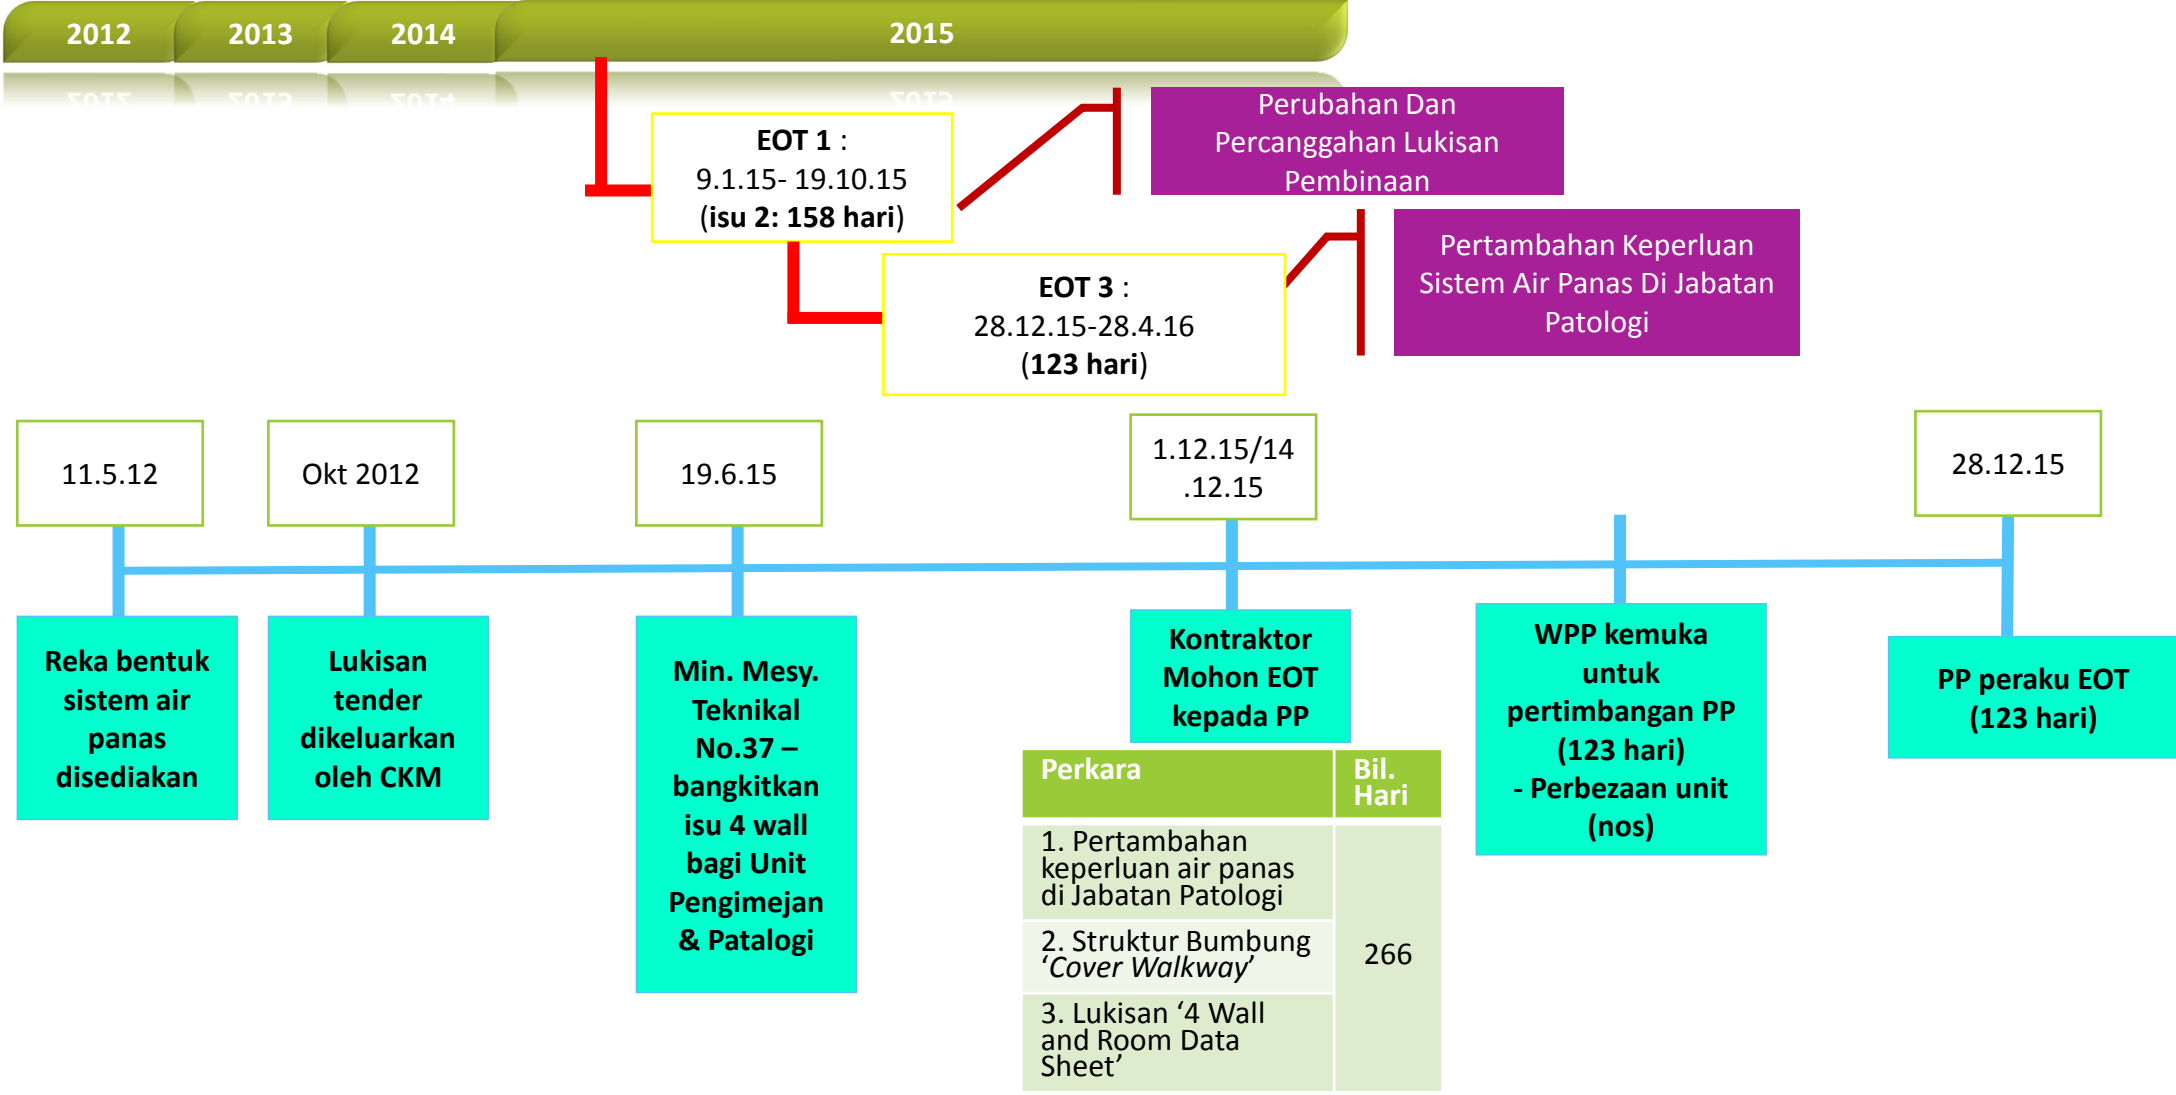 2012
2013
2014
2015
EOT 1 :
9.1.15- 19.10.15
(isu 2: 158 hari)
Perubahan Dan
Percanggahan Lukisan
Pembinaan
EOT 3 :
28.12.15-28.4.16
(123 hari)
Pertambahan Keperluan
Sistem Air Panas Di Jabatan
Patologi
11.5.12
Okt 2012
19.6.15
1.12.15/14
.12.15
28.12.15
Reka bentuk
sistem air
panas
disediakan
Lukisan
tender
dikeluarkan
oleh CKM
Min. Mesy.
Teknikal
No.37 –
bangkitkan
isu 4 wall
bagi Unit
Pengimejan
& Patalogi
Kontraktor
Mohon EOT
kepada PP
WPP kemuka
untuk
pertimbangan PP
(123 hari)
- Perbezaan unit
(nos)
PP peraku EOT
(123 hari)
Perkara
Bil.
Hari
1. Pertambahan
keperluan air panas
di Jabatan Patologi
2. Struktur Bumbung
‘Cover Walkway’
3. Lukisan ‘4 Wall
and Room Data
Sheet’
266